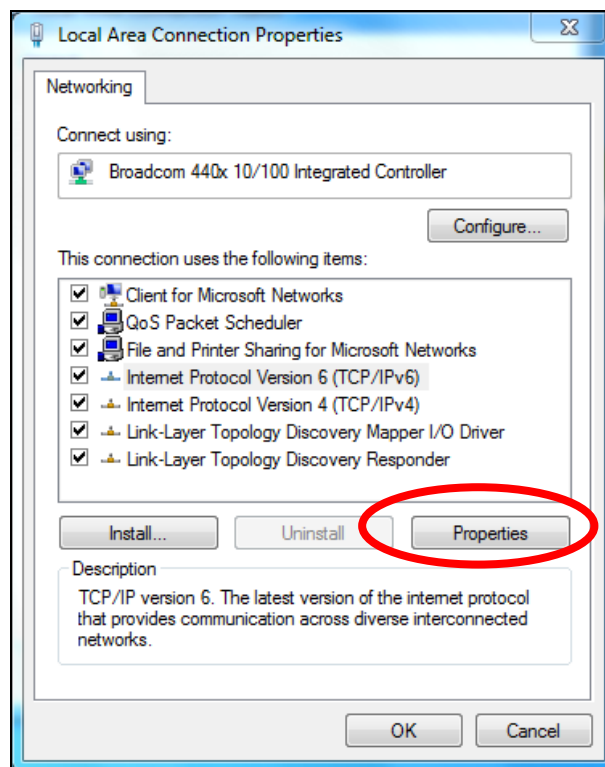 Local Area Connection Properties
Networking
Connect using:
Broadcom 440x 10/100 Integrated Controller
Configure...
This connection uses the following items:
Client for Microsoft Networks
QoS Packet Scheduler
File and Printer Sharing for Microsoft Networks
Internet Protocol Version 6 (TCP/IPv6)
Internet Protocol Version 4 (TCP/IPv4)
Link-Layer Topology Discovery Mapper I/O Driver
Link-Layer Topology Discovery Responder
Install... Uninstall Properties
Description
TCP/IP version 6. The latest version of the internet protocol
that provides communication across diverse interconnected
networks.
OK Cancel